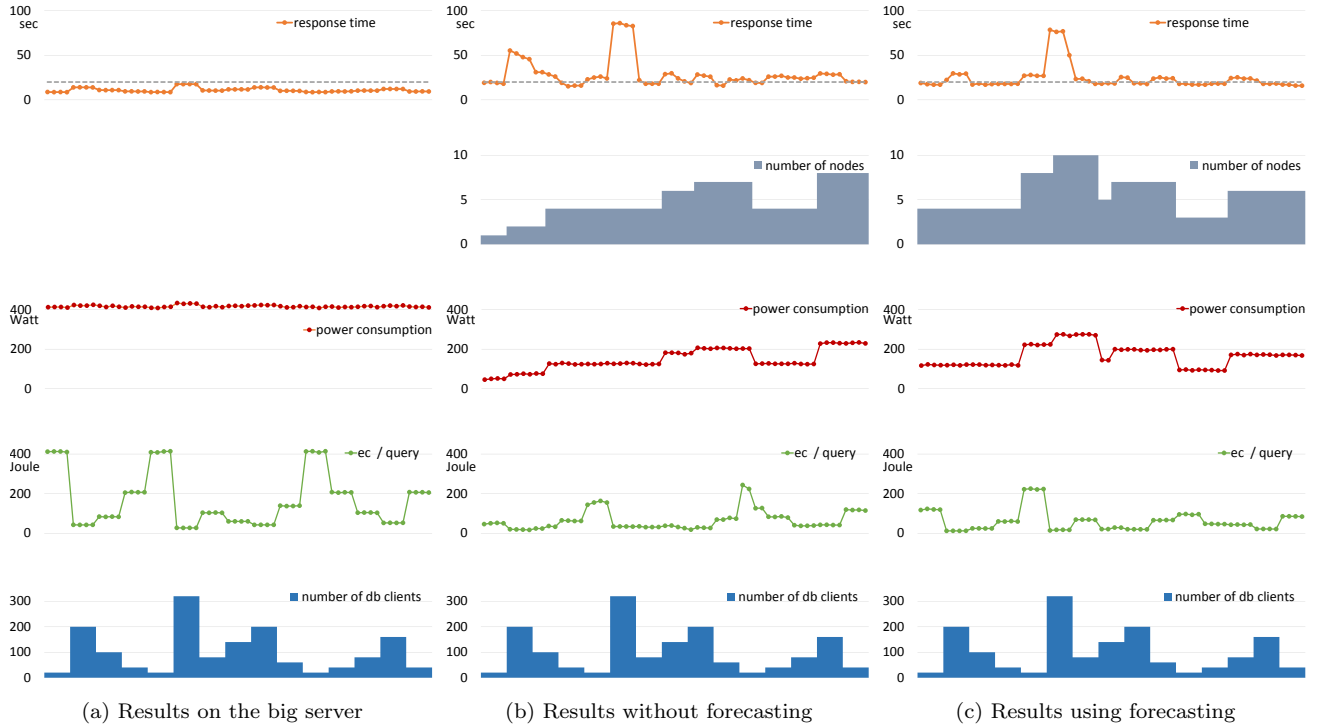 100
sec
response time
50
0
400
Watt
power consumption
200
0
400
Joule
ec / query
200
0
300
number of db clients
200
100
0
(a) Results on the big server
100
sec
response time
50
0
10
number of nodes
5
0
400
Watt
power consumption
200
0
400
Joule
ec / query
200
0
300
number of db clients
200
100
0
(b) Results without forecasting
100
sec
response time
50
0
10
number of nodes
5
0
400
Watt
power consumption
200
0
400
Joule
ec / query
200
0
300
number of db clients
200
100
0
(c) Results using forecasting